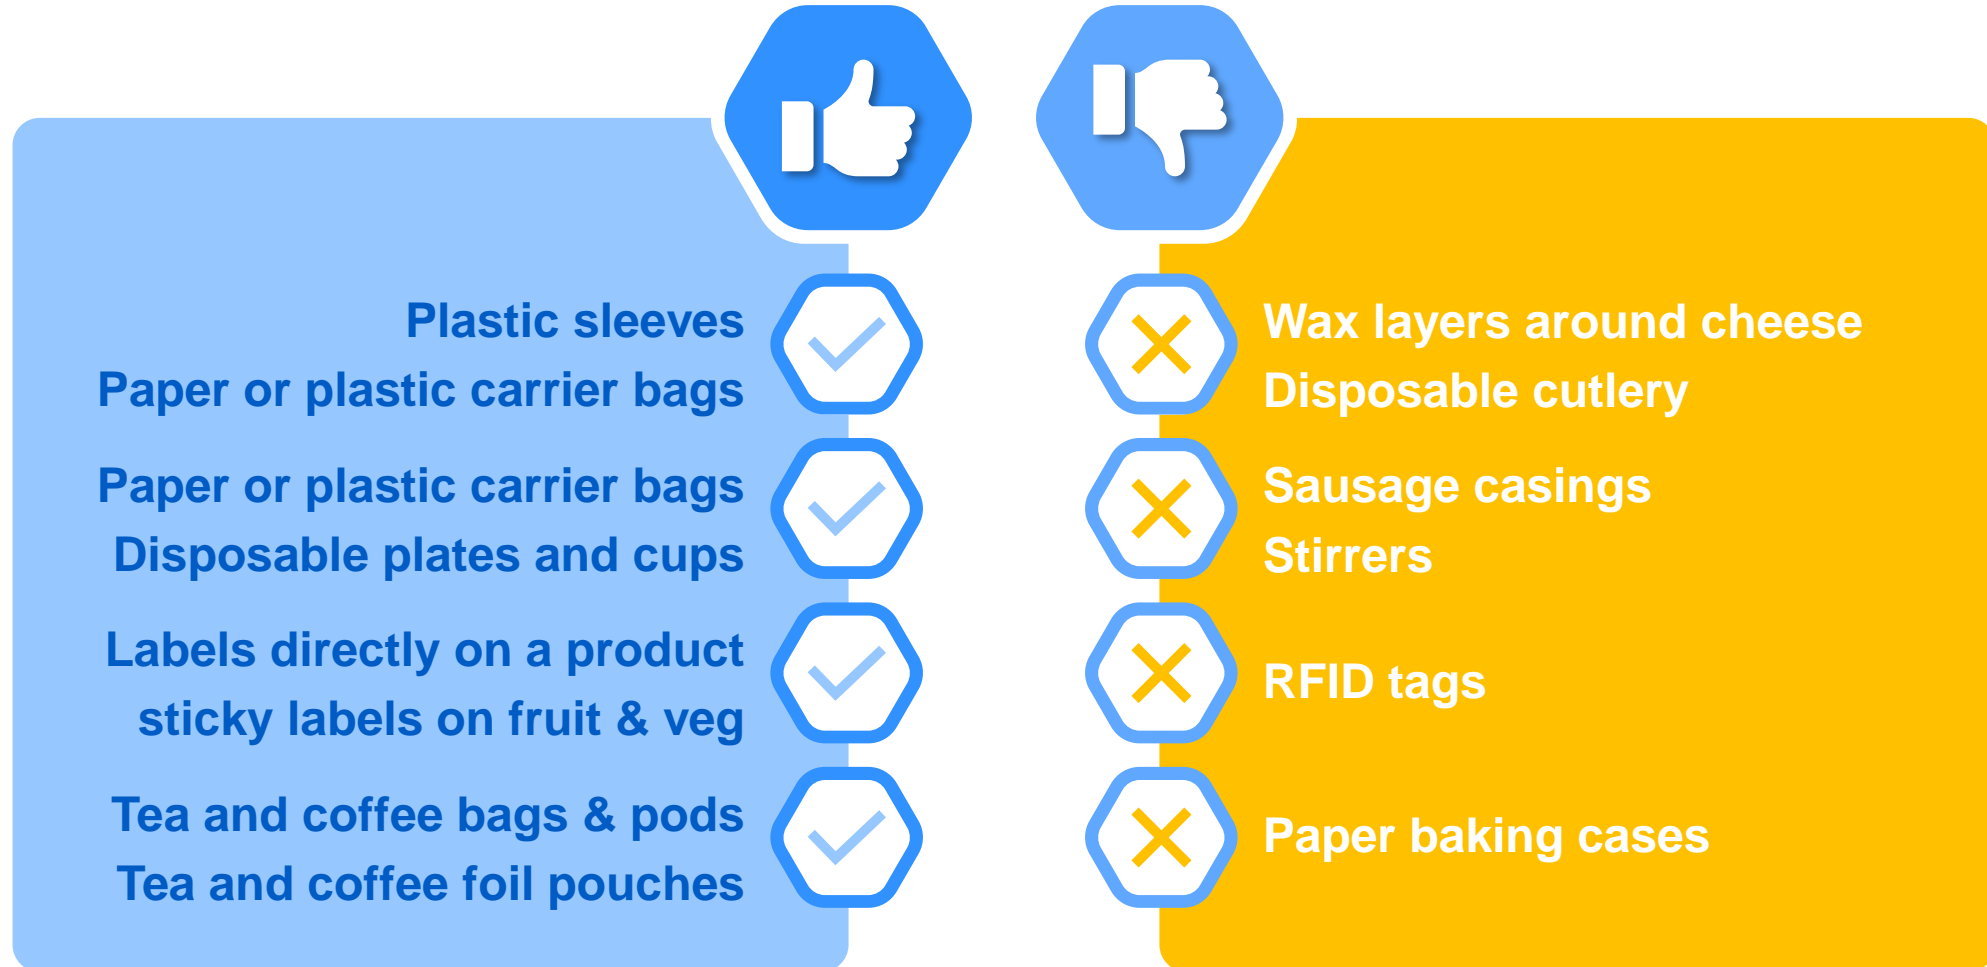 Plastic sleeves
Paper or plastic carrier bags
Paper or plastic carrier bags
Disposable plates and cups
Labels directly on a product
sticky labels on fruit & veg
Tea and coffee bags & pods
Tea and coffee foil pouches
Wax layers around cheese
Disposable cutlery
Sausage casings
Stirrers
RFID tags
Paper baking cases